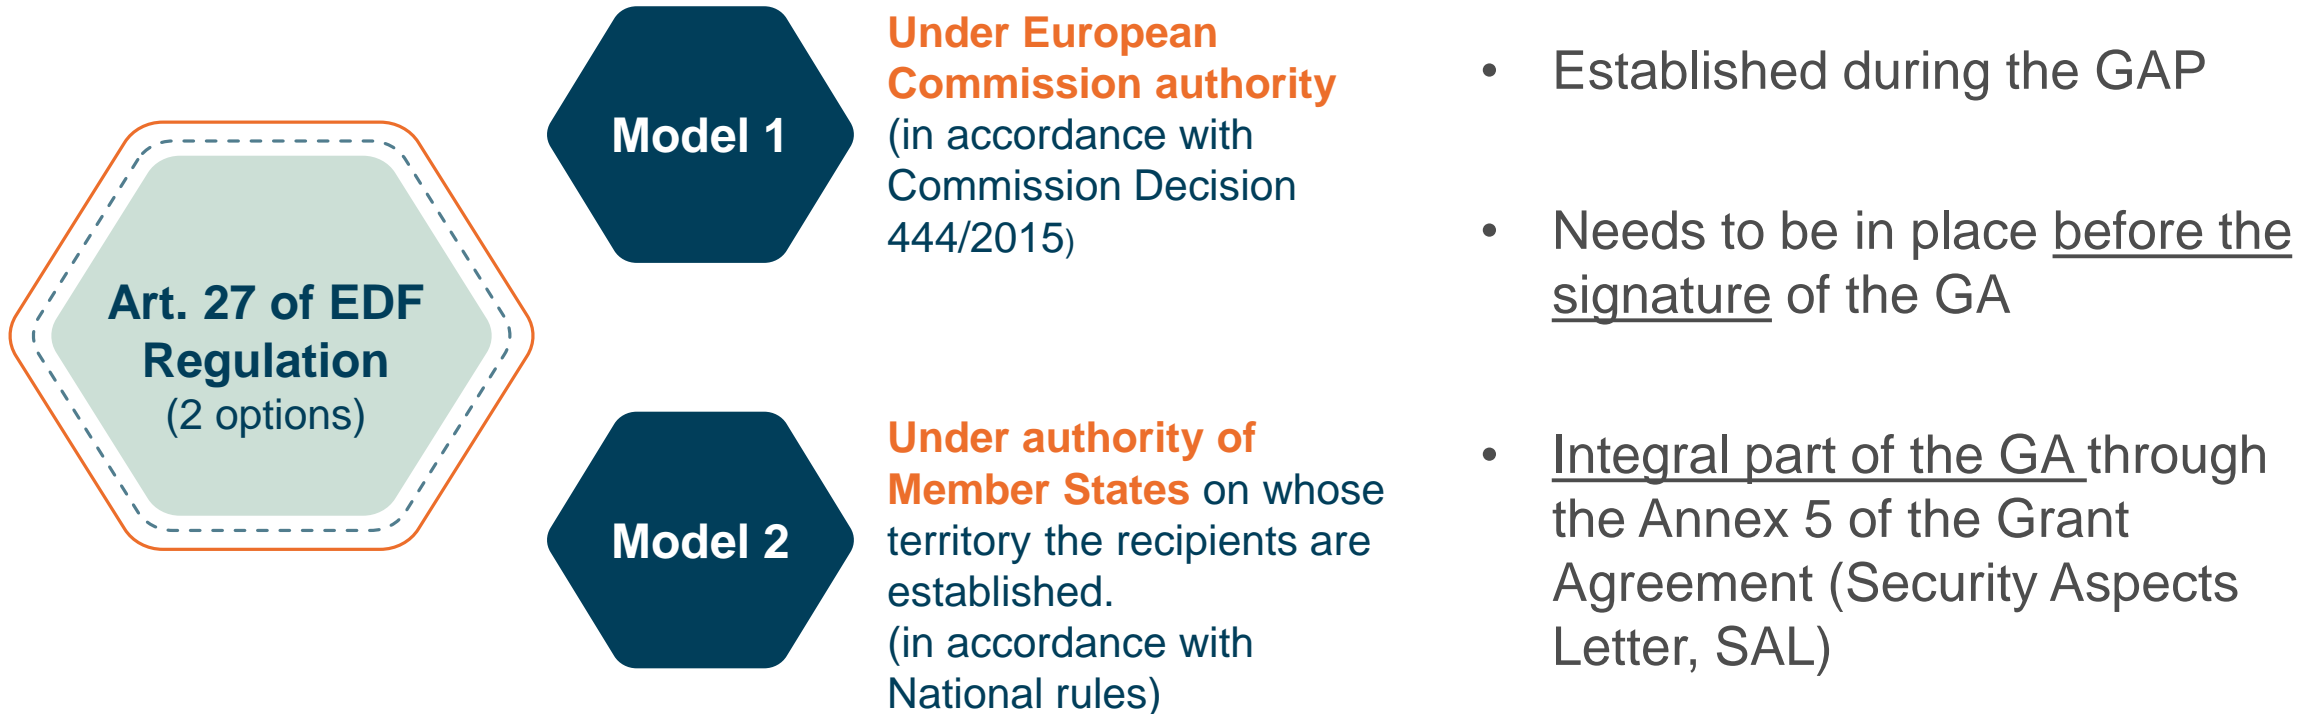 Art. 27 of EDF
Regulation
(2 options)
Model 1
Under European
Commission authority
(in accordance with
Commission Decision
444/2015)
Model 2
Under authority of
Member States on whose
territory the recipients are
established.
(in accordance with
National rules)
• Established during the GAP
• Needs to be in place before the
signature of the GA
• Integral part of the GA through
the Annex 5 of the Grant
Agreement (Security Aspects
Letter, SAL)